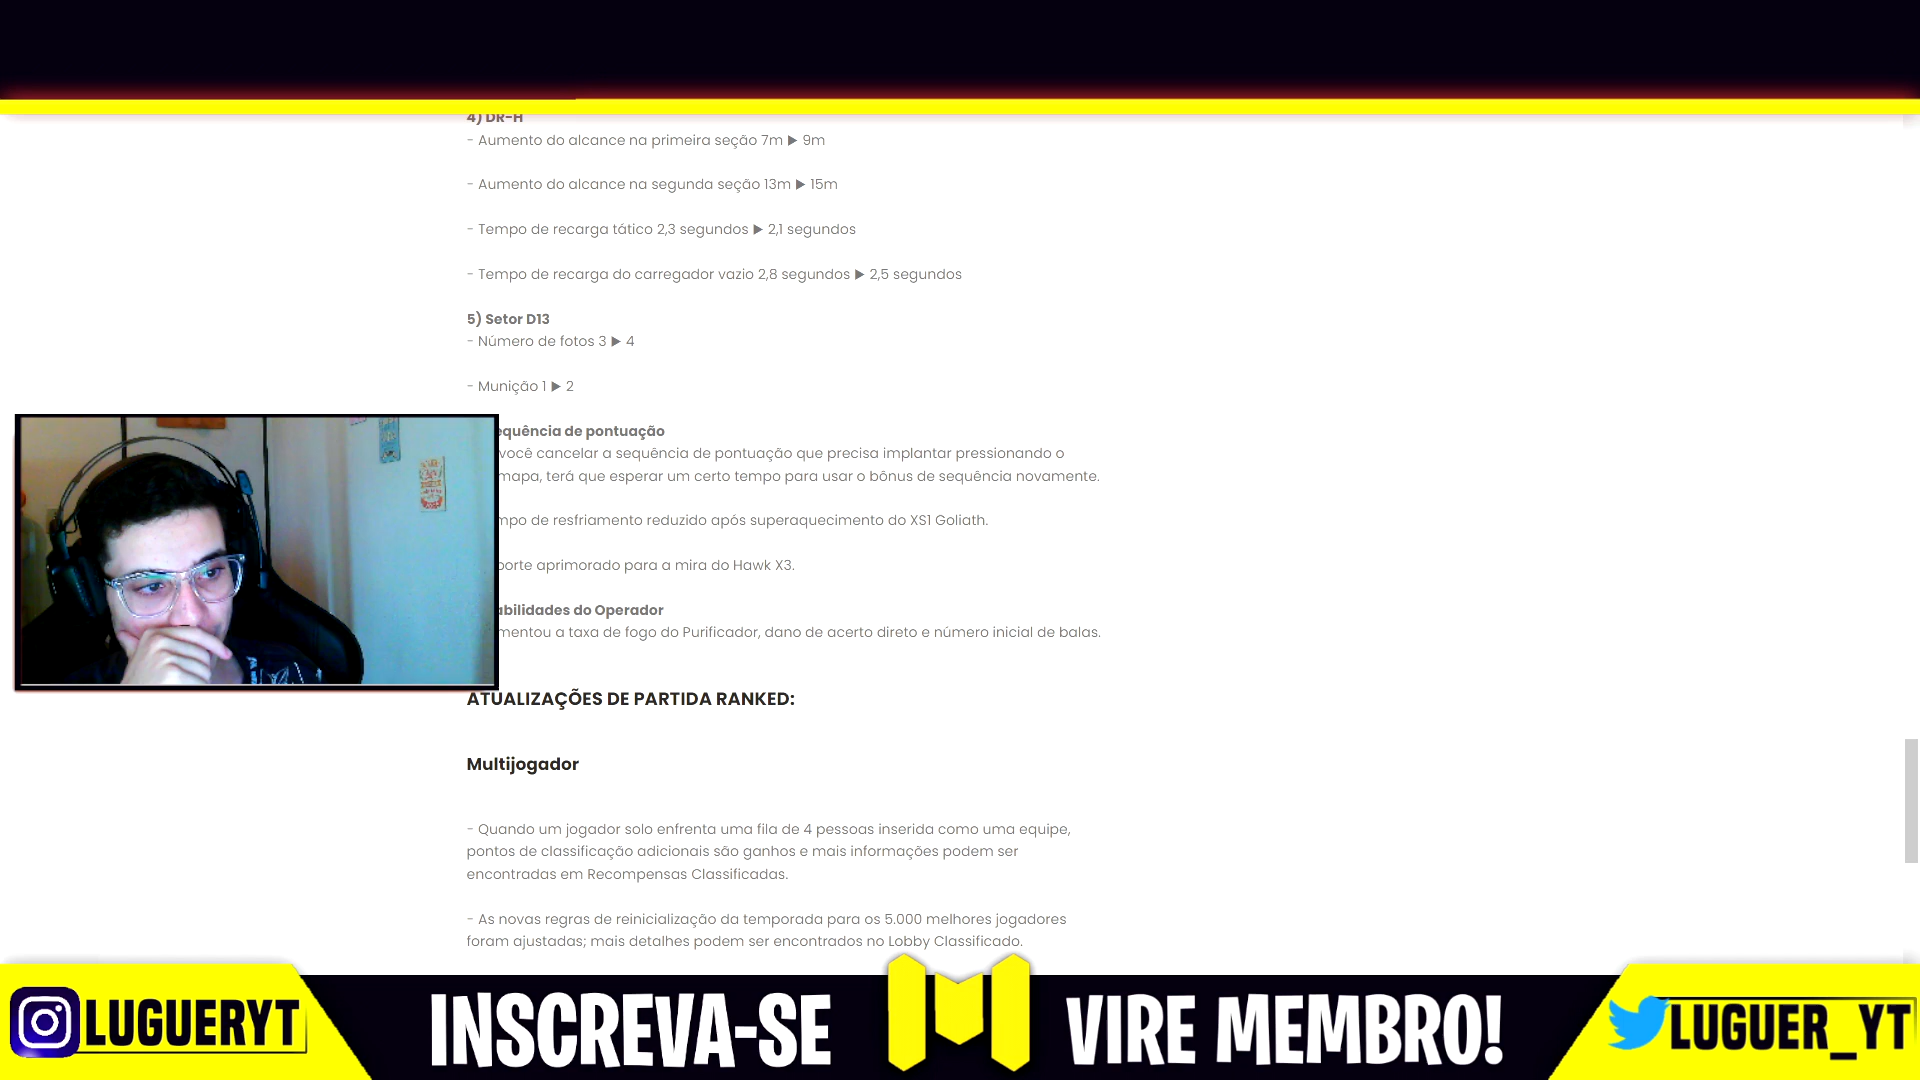 4) DR-H
- Aumento do alcance na primeira seção 7m ▶ 9m
- Aumento do alcance na segunda seção 13m ▶ 15m
- Tempo de recarga tático 2,3 segundos ▶ 2,1 segundos
- Tempo de recarga do carregador vazio 2,8 segundos ▶ 2,5 segundos
5) Setor D13
- Número de fotos 3 ▶ 4
- Munição 1 ▶ 2
equência de pontuação
você cancelar a sequência de pontuação que precisa implantar pressionando o
mapa, terá que esperar um certo tempo para usar o bônus de sequência novamente.
mpo de resfriamento reduzido após superaquecimento do XS1 Goliath.
porte aprimorado para a mira do Hawk X3.
abilidades do Operador
mentou a taxa de fogo do Purificador, dano de acerto direto e número inicial de balas.
ATUALIZAÇÕES DE PARTIDA RANKED:
Multijogador
- Quando um jogador solo enfrenta uma fila de 4 pessoas inserida como uma equipe,
pontos de classificação adicionais são ganhos e mais informações podem ser
encontradas em Recompensas Classificadas.
- As novas regras de reinicialização da temporada para os 5.000 melhores jogadores
foram ajustadas; mais detalhes podem ser encontrados no Lobby Classificado.
LUGUERYT
INSCREVA-SE
VIRE MEMBRO!
LUGUER_YT